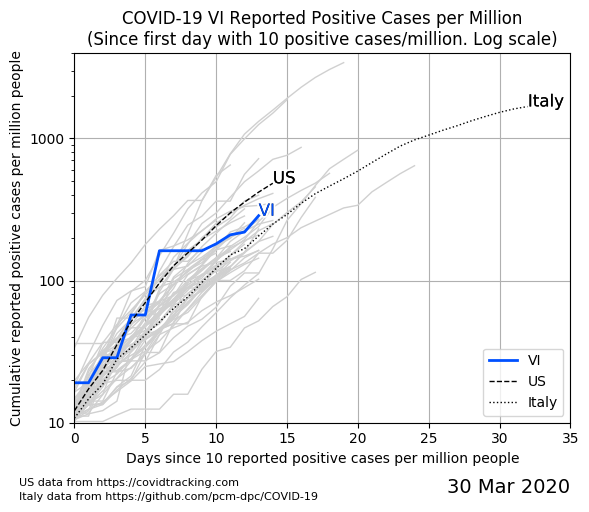 COVID-19 VI Reported Positive Cases per Million
(Since first day with 10 positive cases/million. Log scale)
Cumulative reported positive cases per million people
1000
100
10
Italy
US
VI
VI
US
Italy
0 5 10 15 20 25 30 35
Days since 10 reported positive cases per million people
US data from https://covidtracking.com
Italy data from https://github.com/pcm-dpc/COVID-19
30 Mar 2020